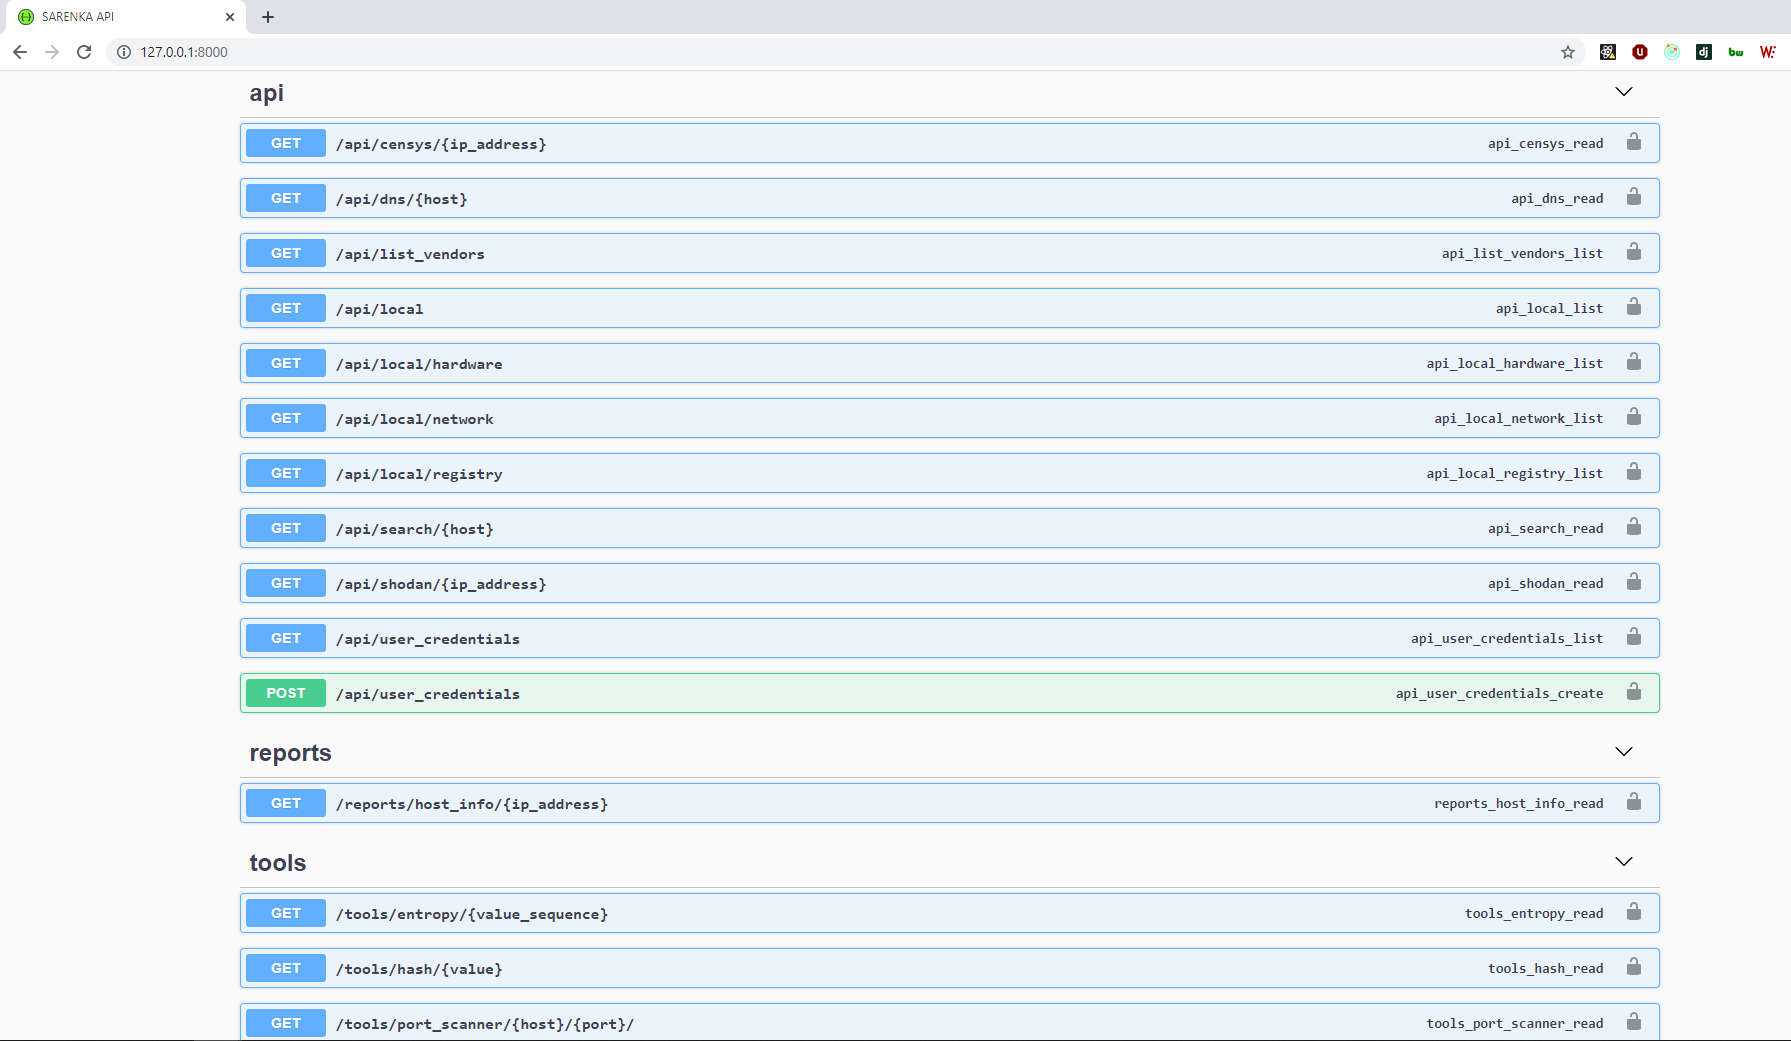 SARENKA API
127.0.0.1:8000
api
GET /api/censys/{ip_address} api_censys_read
GET /api/dns/{host} api_dns_read
GET /api/list_vendors api_list_vendors_list
GET /api/local api_local_list
GET /api/local/hardware api_local_hardware_list
GET /api/local/network api_local_network_list
GET /api/local/registry api_local_registry_list
GET /api/search/{host} api_search_read
GET /api/shodan/{ip_address} api_shodan_read
GET /api/user_credentials api_user_credentials_list
POST /api/user_credentials api_user_credentials_create
reports
GET /reports/host_info/{ip_address} reports_host_info_read
tools
GET /tools/entropy/{value_sequence} tools_entropy_read
GET /tools/hash/{value} tools_hash_read
GET /tools/port_scanner/{host}/{port}/ tools_port_scanner_read